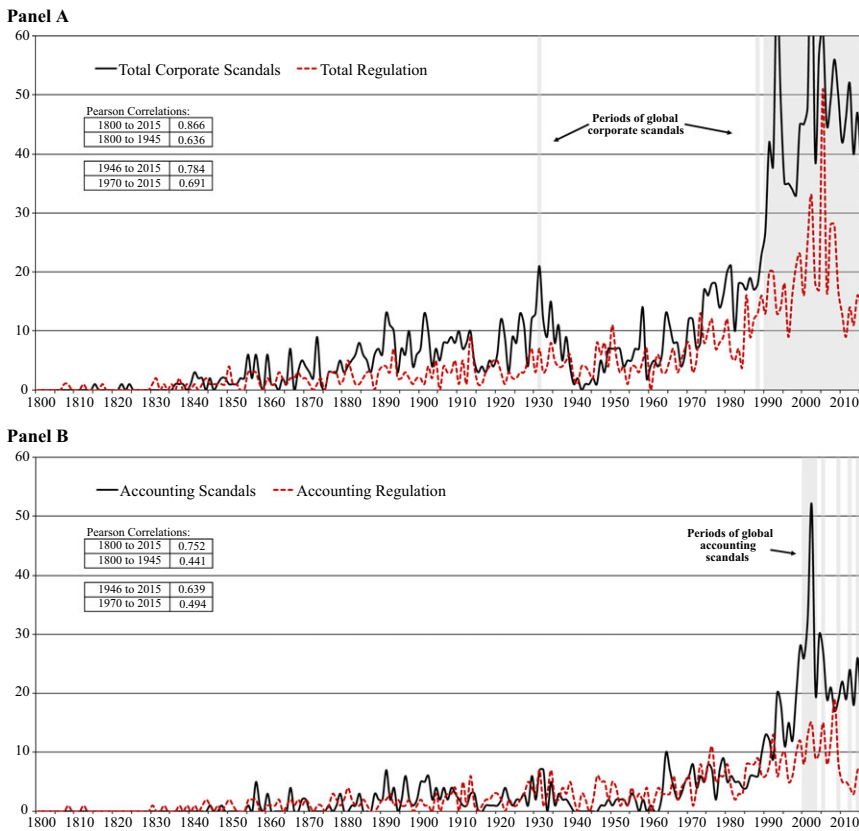 Panel A
60
Total Corporate Scandals Total Regulation
50
Pearson Correlations:
1800 to 2015 0.866
1800 to 1945 0.636
1946 to 2015 0.784
1970 to 2015 0.691
Periods of global
corporate scandals
40
30
20
10
0
1800 1810 1820 1830 1840 1850 1860 1870 1880 1890 1900 1910 1920 1930 1940 1950 1960 1970 1980 1990 2000 2010
Panel B
60
Accounting Scandals Accounting Regulation
50
Pearson Correlations:
1800 to 2015 0.752
1800 to 1945 0.441
1946 to 2015 0.639
1970 to 2015 0.494
Periods of global
accounting
scandals
40
30
20
10
0
1800 1810 1820 1830 1840 1850 1860 1870 1880 1890 1900 1910 1920 1930 1940 1950 1960 1970 1980 1990 2000 2010